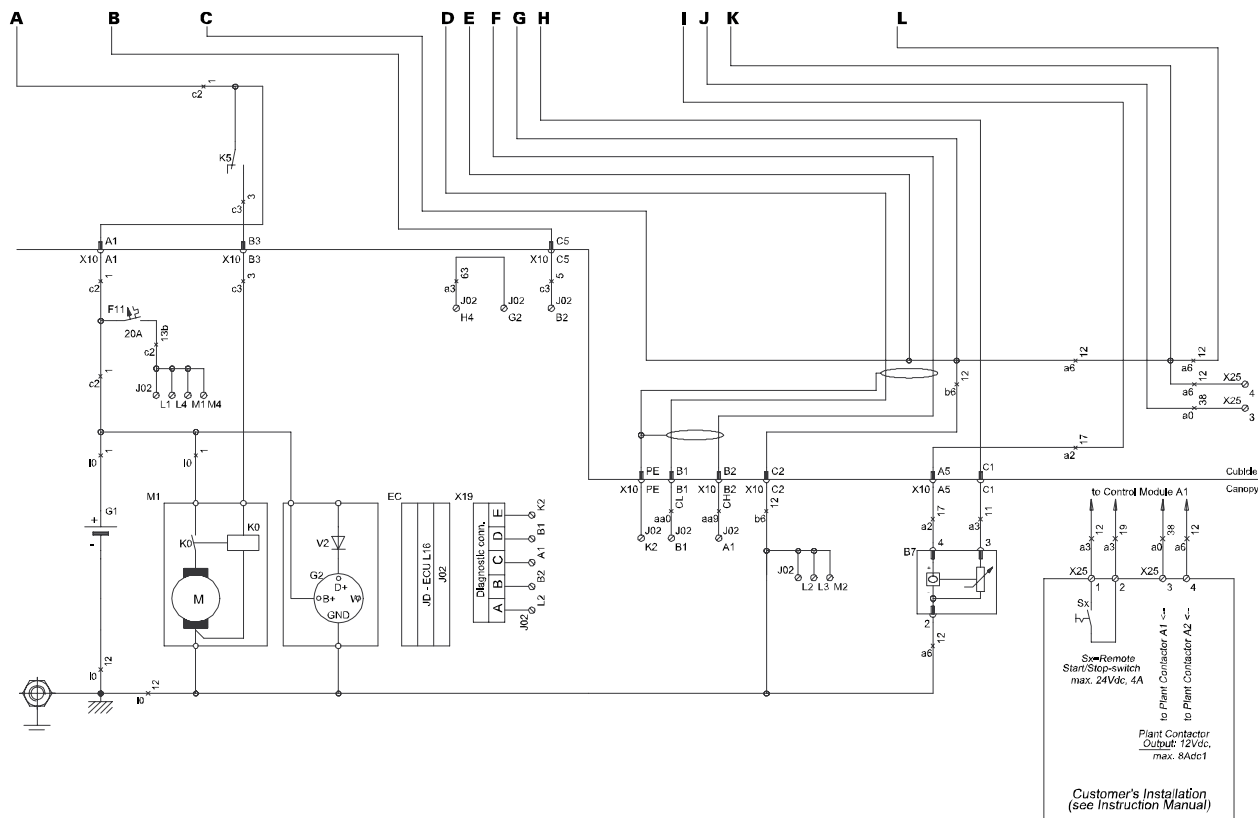 A B C D E F G H I J K L
1
c2
K5
3
c3
A1 B3 C5
X10 A1 X10 B3 X10 C5
1
c2
3
c3
63
a3
J02
H4
J02
G2
5
c3
J02
B2
F11
20A
13b
c2
1
c2
J02
L1 L4 M1 M4
12
a6
12
a6
12
a6
X25
4
38
a0
X25
3
12
b6
17
a2
1
l0
1
l0
PE B1 B2 C2 A5 C1
Cubicle
X10 PE B1 X10 B2 X10 C2 X10 A5 C1
Canopy
CL
aa0
CH
aa9
12
b6
17
a2
11
a3
J02
K2
J02
B1
J02
A1
J02
L2 L3 M2
to Control Module A1
12
a3
19
a3
38
a0
12
a6
X25 X25
1 2 3 4
G1
+
-
M1
K0
K0
M
V2
G2
D+
B+
GND
EC
JD - ECU L16
J02
X19
Diagnostic conn.
E
D
C
B
A
K2
B1
A1
B2
L2
J02
B7
4 3
+
2
12
a6
Sx
Sx=Remote
Start/Stop-switch
max. 24Vdc, 4A
to Plant Contactor A1 <--
to Plant Contactor A2 <--
Plant Contactor
Output: 12Vdc,
max. 8Adc1
12
l0
12
l0
Customer's Installation
(see Instruction Manual)